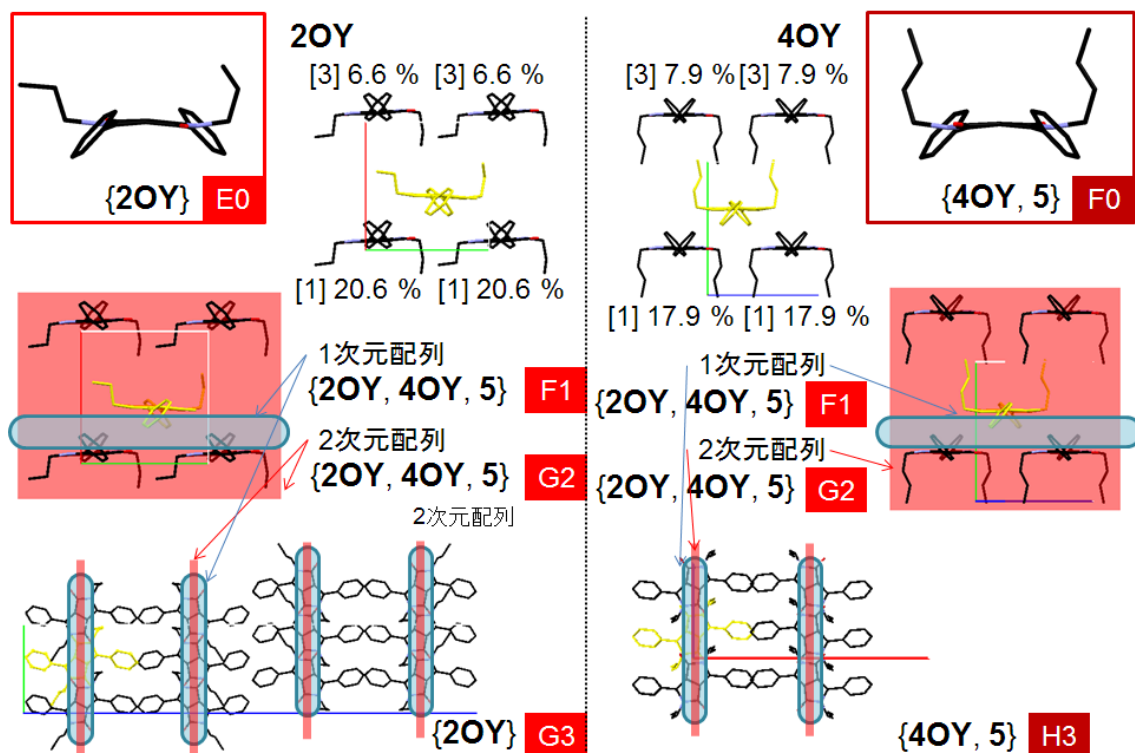 2OY
[3] 6.6 % [3] 6.6 %
{2OY} E0
[1] 20.6 % [1] 20.6 %
1次元配列
{2OY, 4OY, 5} F1
2次元配列
{2OY, 4OY, 5} G2
2次元配列
{2OY} G3
4OY
[3] 7.9 % [3] 7.9 %
{4OY, 5} F0
[1] 17.9 % [1] 17.9 %
1次元配列
{2OY, 4OY, 5} F1
2次元配列
{2OY, 4OY, 5} G2
{4OY, 5} H3